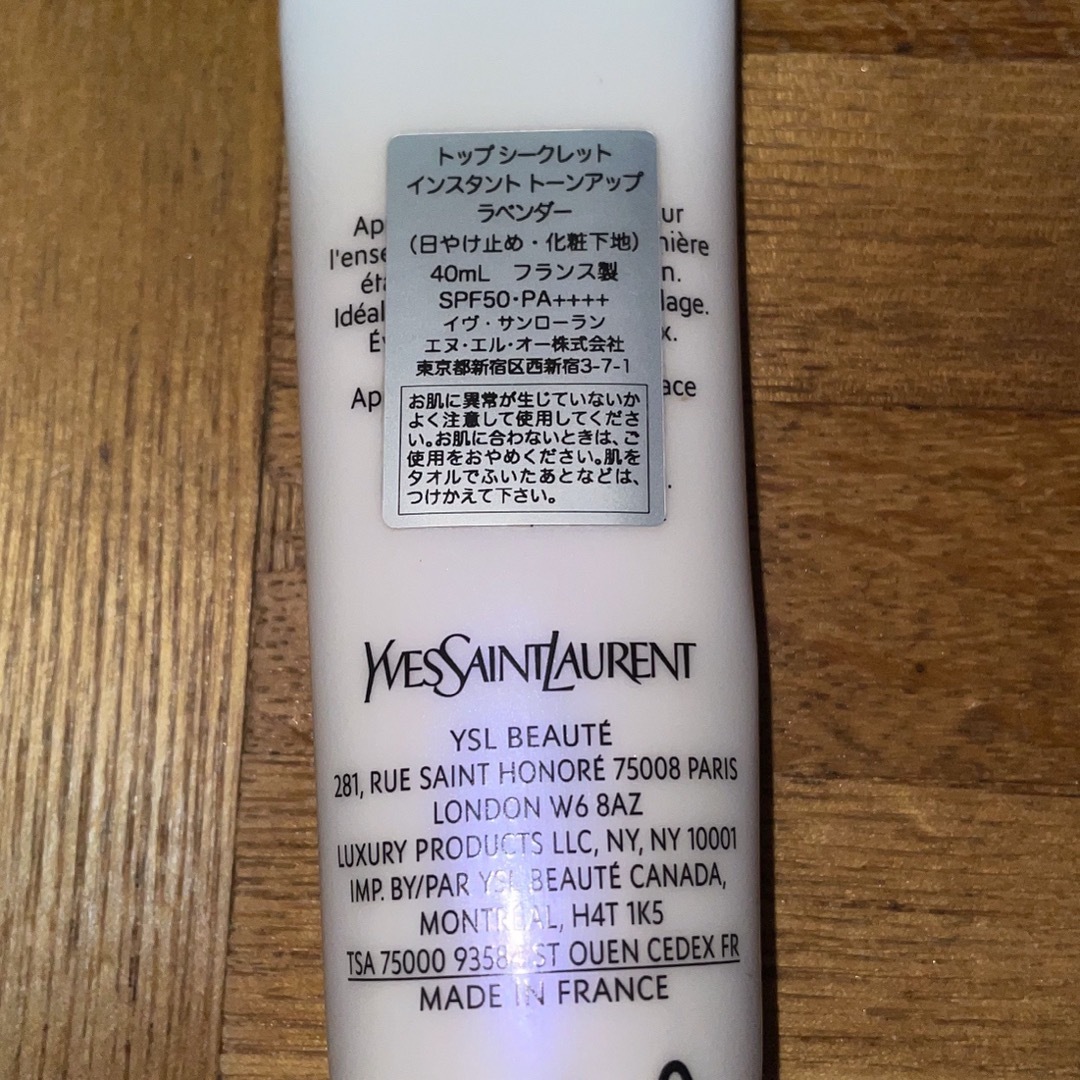 トップ シークレット
インスタント トーンアップ
ラベンダー
(日やけ止め・化粧下地)
40mL フランス製
SPF50・PA++++
イヴ・サンローラン
エヌ・エル・オー株式会社
東京都新宿区西新宿3-7-1
お肌に異常が生じていないか
よく注意して使用してくださ
い。お肌に合わないときは、ご
使用をおやめください。肌を
タオルでふいたあとなどは、
つけかえて下さい。
YVESSAINTLAURENT
YSL BEAUTÉ
281, RUE SAINT HONORÉ 75008 PARIS
LONDON W6 8AZ
LUXURY PRODUCTS LLC, NY, NY 10001
IMP. BY/PAR YSL BEAUTÉ CANADA,
MONTRÉAL, H4T 1K5
TSA 75000 ST OUEN CEDEX FR
MADE IN FRANCE